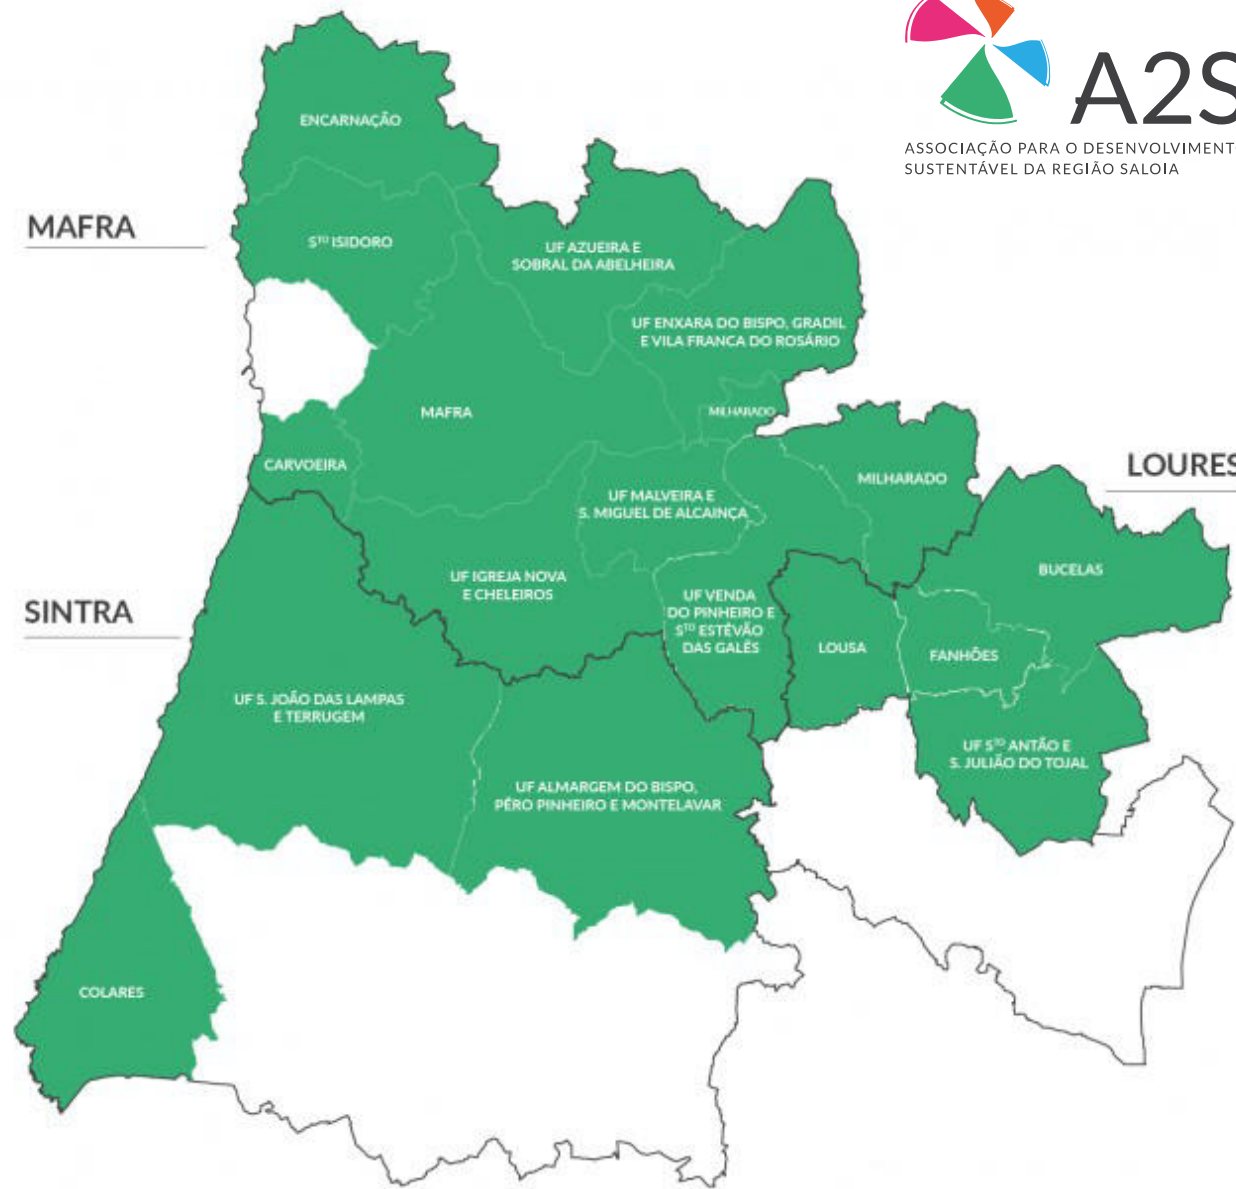 A2S
ASSOCIAÇÃO PARA O DESENVOLVIMENT
SUSTENTÁVEL DA REGIÃO SALOIA
ENCARNAÇÃO
MAFRA
Sᵀᴼ ISIDORO
UF AZUEIRA E
SOBRAL DA ABELHEIRA
UF ENXARA DO BISPO, GRADIL
E VILA FRANCA DO ROSÁRIO
MAFRA
MILHARADO
CARVOEIRA
LOURES
MILHARADO
UF MALVEIRA E
S. MIGUEL DE ALCAINÇA
BUCELAS
UF IGREJA NOVA
E CHELEIROS
SINTRA
UF VENDA
DO PINHEIRO E
Sᵀᴼ ESTÊVÃO
DAS GALÉS
LOUSA
FANHÕES
UF S. JOÃO DAS LAMPAS
E TERRUGEM
UF Sᵀᴼ ANTÃO E
S. JULIÃO DO TOJAL
UF ALMARGEM DO BISPO,
PÊRO PINHEIRO E MONTELAVAR
COLARES